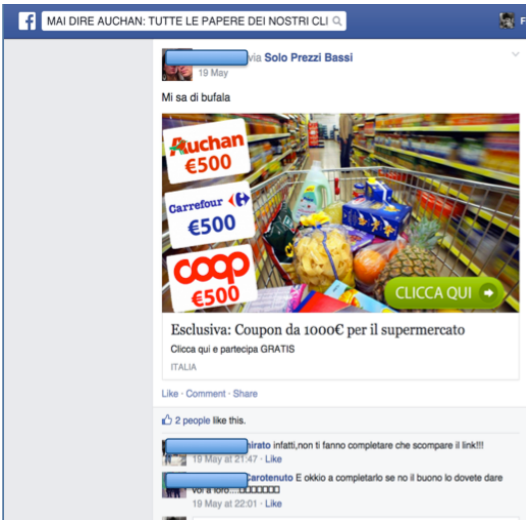 MAI DIRE AUCHAN: TUTTE LE PAPERE DEI NOSTRI CLI
F
via Solo Prezzi Bassi
19 May
Mi sa di bufala
Auchan
€500
Carrefour
€500
coop
€500
CLICCA QUI
Esclusiva: Coupon da 1000€ per il supermercato
Clicca qui e partecipa GRATIS
ITALIA
Like · Comment · Share
2 people like this.
hirato infatti,non ti fanno completare che scompare il link!!!
19 May at 21:47 · Like
Carotenuto E okkio a completarlo se no il buono lo dovete dare
voi a loro....
19 May at 22:01 · Like